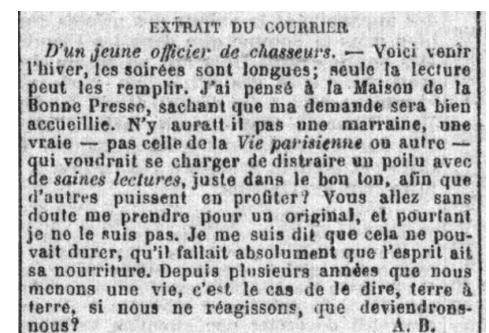 EXTRAIT DU COURRIER
D'un jeune officier de chasseurs. — Voici venir
l'hiver, les soirées sont longues; seule la lecture
peut les remplir. J'ai pensé à la Maison de la
Bonne Presse, sachant que ma demande sera bien
accueillie. N'y aurait-il pas une marraine, une
vraie — pas celle de la Vie parisienne ou autre —
qui voudrait se charger de distraire un poilu avec
de saines lectures, juste dans le bon ton, afin que
d'autres puissent en profiter? Vous allez sans
doute me prendre pour un original, et pourtant
je ne le suis pas. Je me suis dit que cela ne pou-
vait durer, qu'il fallait absolument que l'esprit ait
sa nourriture. Depuis plusieurs années que nous
menons une vie, c'est le cas de le dire, terre à
terre, si nous ne réagissons, que deviendrons-
nous? A. B.